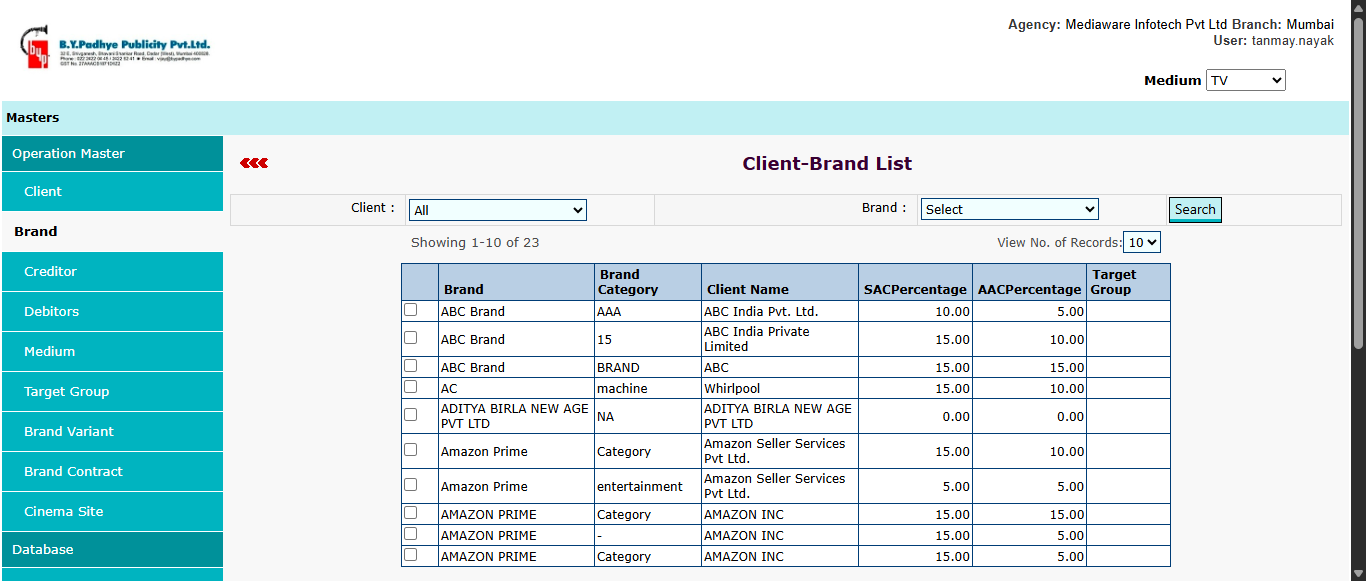 Agency: Mediaware Infotech Pvt Ltd Branch: Mumbai
User: tanmay.nayak
B.Y.Padhye Publicity Pvt.Ltd.
Medium TV
Masters
Operation Master
Client
Brand
Creditor
Debitors
Medium
Target Group
Brand Variant
Brand Contract
Cinema Site
Database
Client-Brand List
Client : All Brand : Select Search
Showing 1-10 of 23 View No. of Records: 10
Brand Brand Category Client Name SACPercentage AACPercentage Target Group
ABC Brand AAA ABC India Pvt. Ltd. 10.00 5.00
ABC Brand 15 ABC India Private Limited 15.00 10.00
ABC Brand BRAND ABC 15.00 15.00
AC machine Whirlpool 15.00 10.00
ADITYA BIRLA NEW AGE PVT LTD NA ADITYA BIRLA NEW AGE PVT LTD 0.00 0.00
Amazon Prime Category Amazon Seller Services Pvt Ltd. 15.00 10.00
Amazon Prime entertainment Amazon Seller Services Pvt Ltd. 5.00 5.00
AMAZON PRIME Category AMAZON INC 15.00 15.00
AMAZON PRIME - AMAZON INC 15.00 5.00
AMAZON PRIME Category AMAZON INC 15.00 5.00